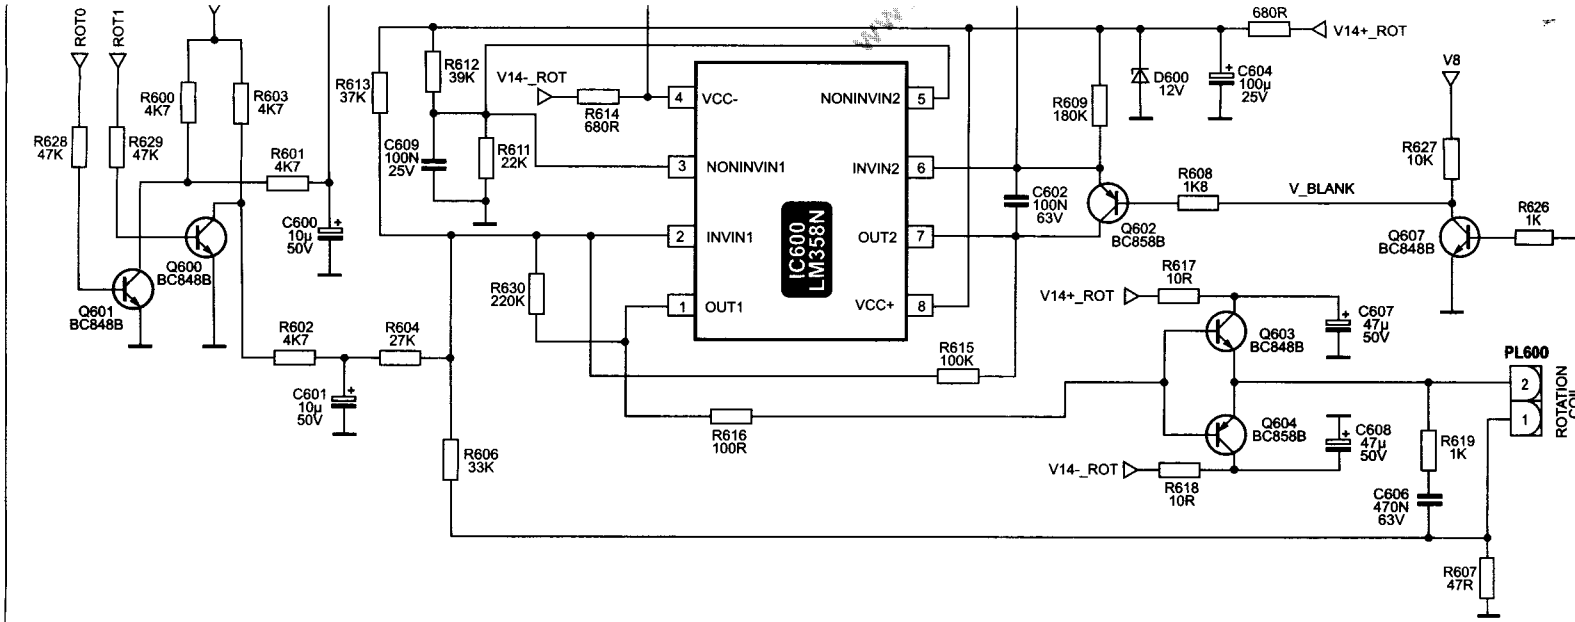 ROT0
ROT1
R600
4K7
R603
4K7
R628
47K
R629
47K
R601
4K7
C600
10µ
50V
+
Q600
BC848B
Q601
BC848B
R602
4K7
R604
27K
C601
10µ
50V
+
R613
37K
R612
39K
C609
100N
25V
R611
22K
V14-_ROT
R614
680R
4
VCC-
3
NONINVIN1
2
INVIN1
1
OUT1
IC600
LM358N
NONINVIN2
5
INVIN2
6
OUT2
7
VCC+
8
R630
220K
R606
33K
R616
100R
R615
100K
C602
100N
63V
R609
180K
D600
12V
C604
100µ
25V
+
680R
V14+_ROT
V8
R627
10K
R608
1K8
V_BLANK
Q602
BC858B
Q607
BC848B
R626
1K
R617
10R
V14+_ROT
Q603
BC848B
C607
47µ
50V
+
Q604
BC858B
C608
47µ
50V
+
V14-_ROT
R618
10R
R619
1K
C606
470N
63V
PL600
2
1
ROTATION
COIL
R607
47R